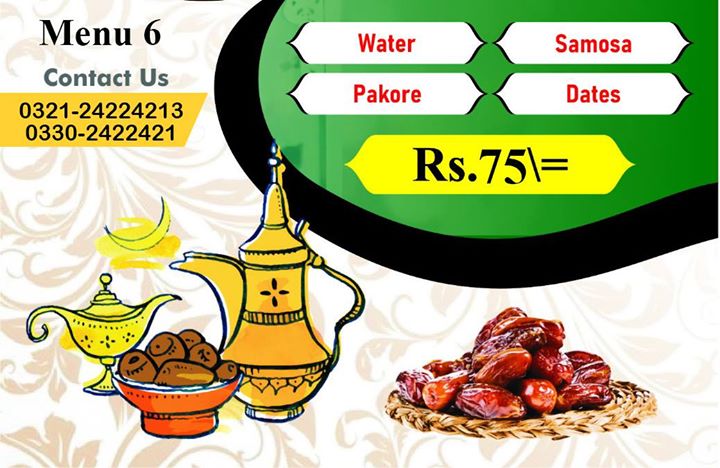 Menu 6
Contact Us
0321-24224213
0330-2422421
Water
Samosa
Pakore
Dates
Rs.75\=